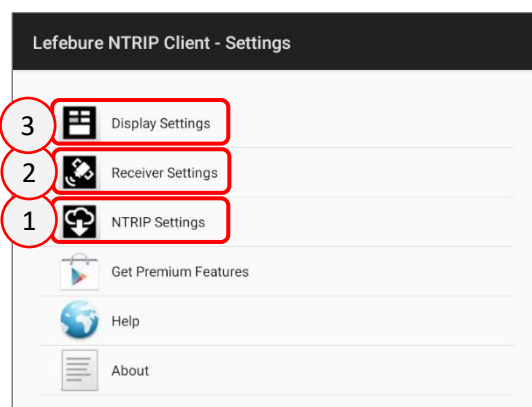 Lefebure NTRIP Client - Settings
3 Display Settings
2 Receiver Settings
1 NTRIP Settings
Get Premium Features
Help
About